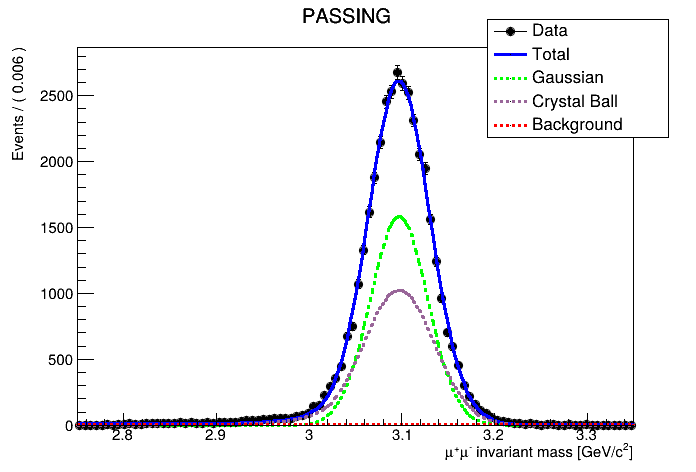 PASSING
Data
Total
Gaussian
Crystal Ball
Background
Events / ( 0.006 )
2500
2000
1500
1000
500
0
2.8 2.9 3 3.1 3.2 3.3
μ⁺μ⁻ invariant mass [GeV/c²]